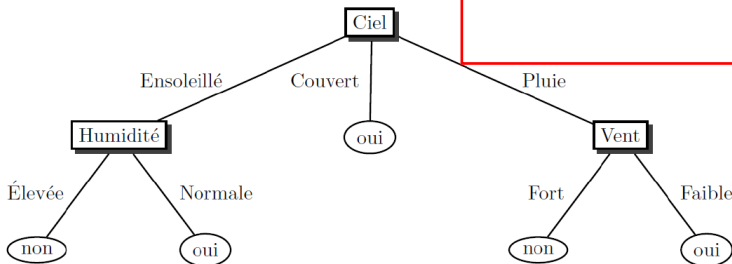 Ciel
Ensoleillé Couvert Pluie
Humidité oui Vent
Élevée Normale Fort Faible
non oui non oui